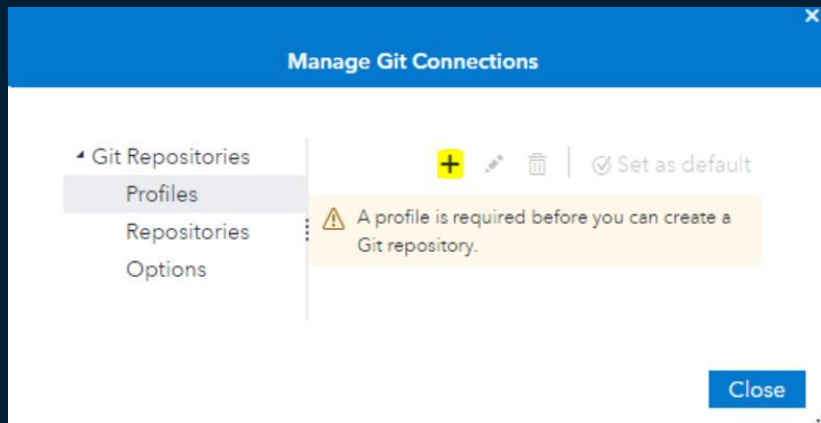 Manage Git Connections
Git Repositories
Profiles
Repositories
Options
Set as default
A profile is required before you can create a
Git repository.
Close